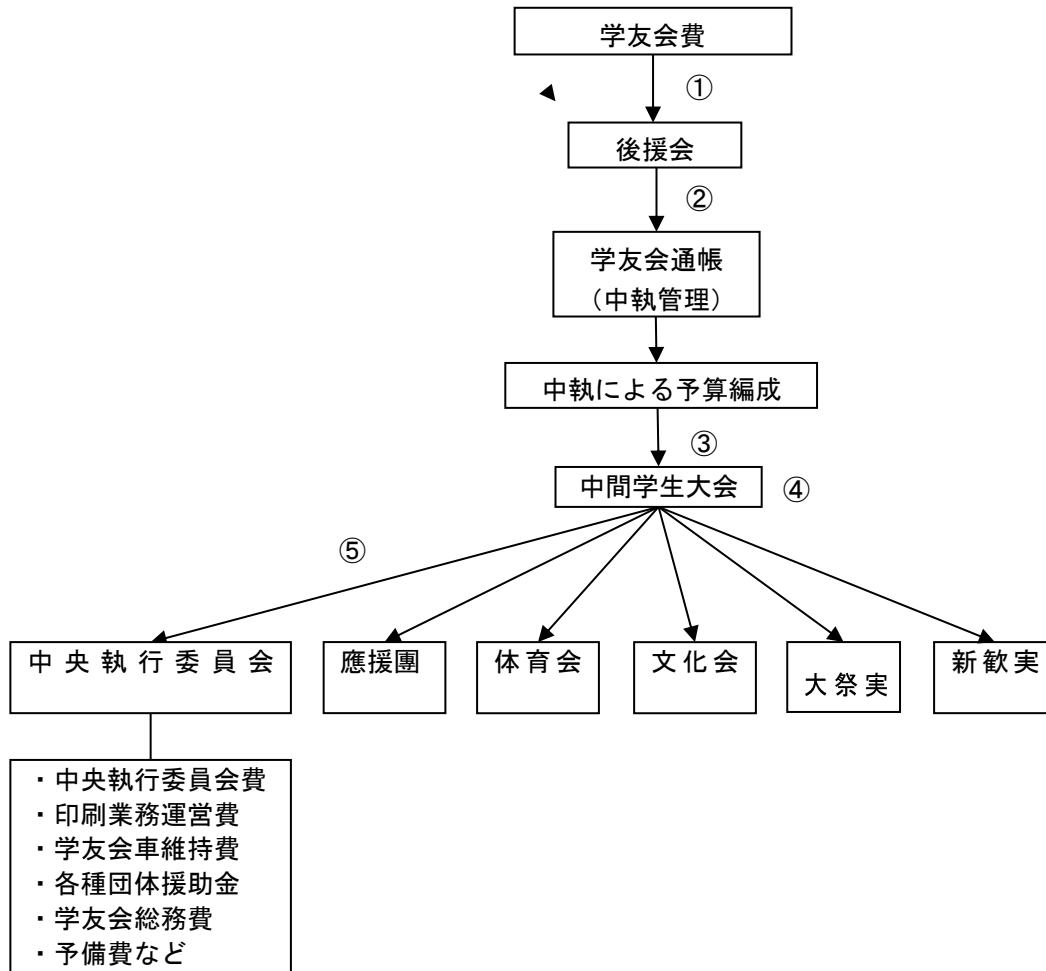 学友会費
①
後援会
②
学友会通帳
（中執管理）
中執による予算編成
③
中間学生大会
④
⑤
中央執行委員会
應援團
体育会
文化会
大祭実
新歓実
・中央執行委員会費
・印刷業務運営費
・学友会車維持費
・各種団体援助金
・学友会総務費
・予備費など